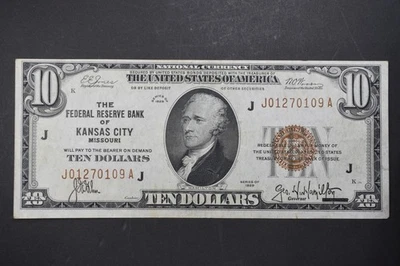 NATIONAL CURRENCY
SECURED BY UNITED STATES BONDS DEPOSITED WITH THE TREASURER OF
THE UNITED STATES OF AMERICA
OR BY LIKE DEPOSIT OF OTHER SECURITIES
10
10
K
J
J01270109A
THE
FEDERAL RESERVE BANK
OF
KANSAS CITY
MISSOURI
WILL PAY TO THE BEARER ON DEMAND
TEN DOLLARS
J
J01270109A
J
TEN
SERIES OF
1929
K
Governor
TEN DOLLARS